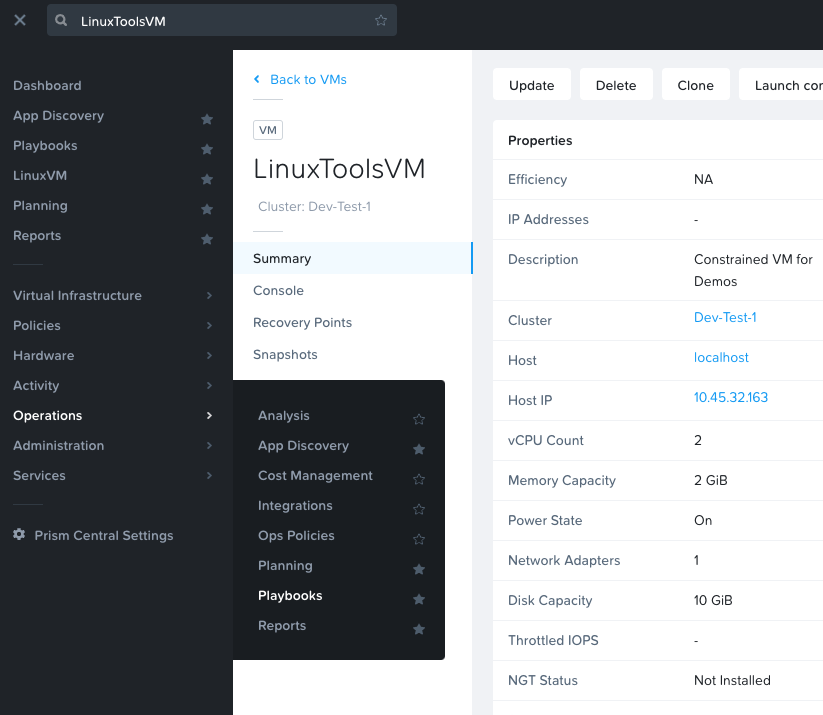 LinuxToolsVM
Dashboard
App Discovery
Playbooks
LinuxVM
Planning
Reports
Virtual Infrastructure
Policies
Hardware
Activity
Operations
Administration
Services
Prism Central Settings
Back to VMs
VM
LinuxToolsVM
Cluster: Dev-Test-1
Summary
Console
Recovery Points
Snapshots
Analysis
App Discovery
Cost Management
Integrations
Ops Policies
Planning
Playbooks
Reports
Update Delete Clone Launch con
Properties
Efficiency NA
IP Addresses -
Description Constrained VM for
Demos
Cluster Dev-Test-1
Host localhost
Host IP 10.45.32.163
vCPU Count 2
Memory Capacity 2 GiB
Power State On
Network Adapters 1
Disk Capacity 10 GiB
Throttled IOPS -
NGT Status Not Installed